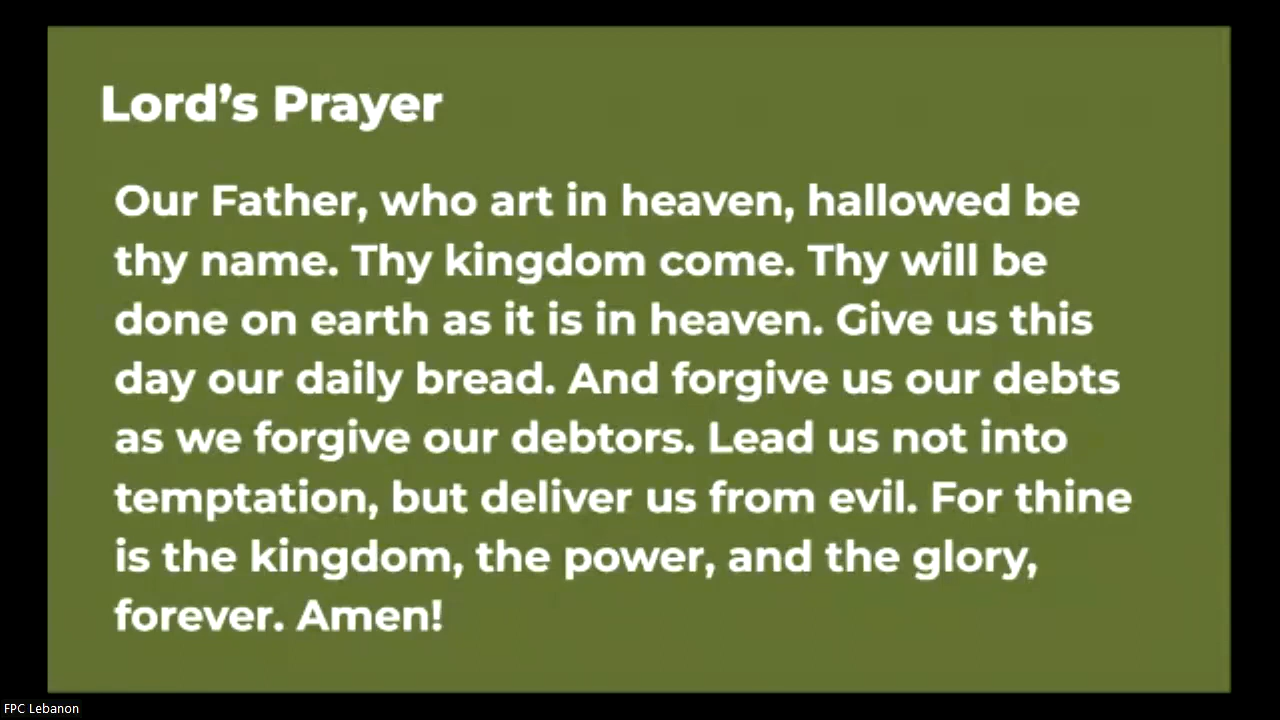 Lord’s Prayer
Our Father, who art in heaven, hallowed be
thy name. Thy kingdom come. Thy will be
done on earth as it is in heaven. Give us this
day our daily bread. And forgive us our debts
as we forgive our debtors. Lead us not into
temptation, but deliver us from evil. For thine
is the kingdom, the power, and the glory,
forever. Amen!
FPC Lebanon